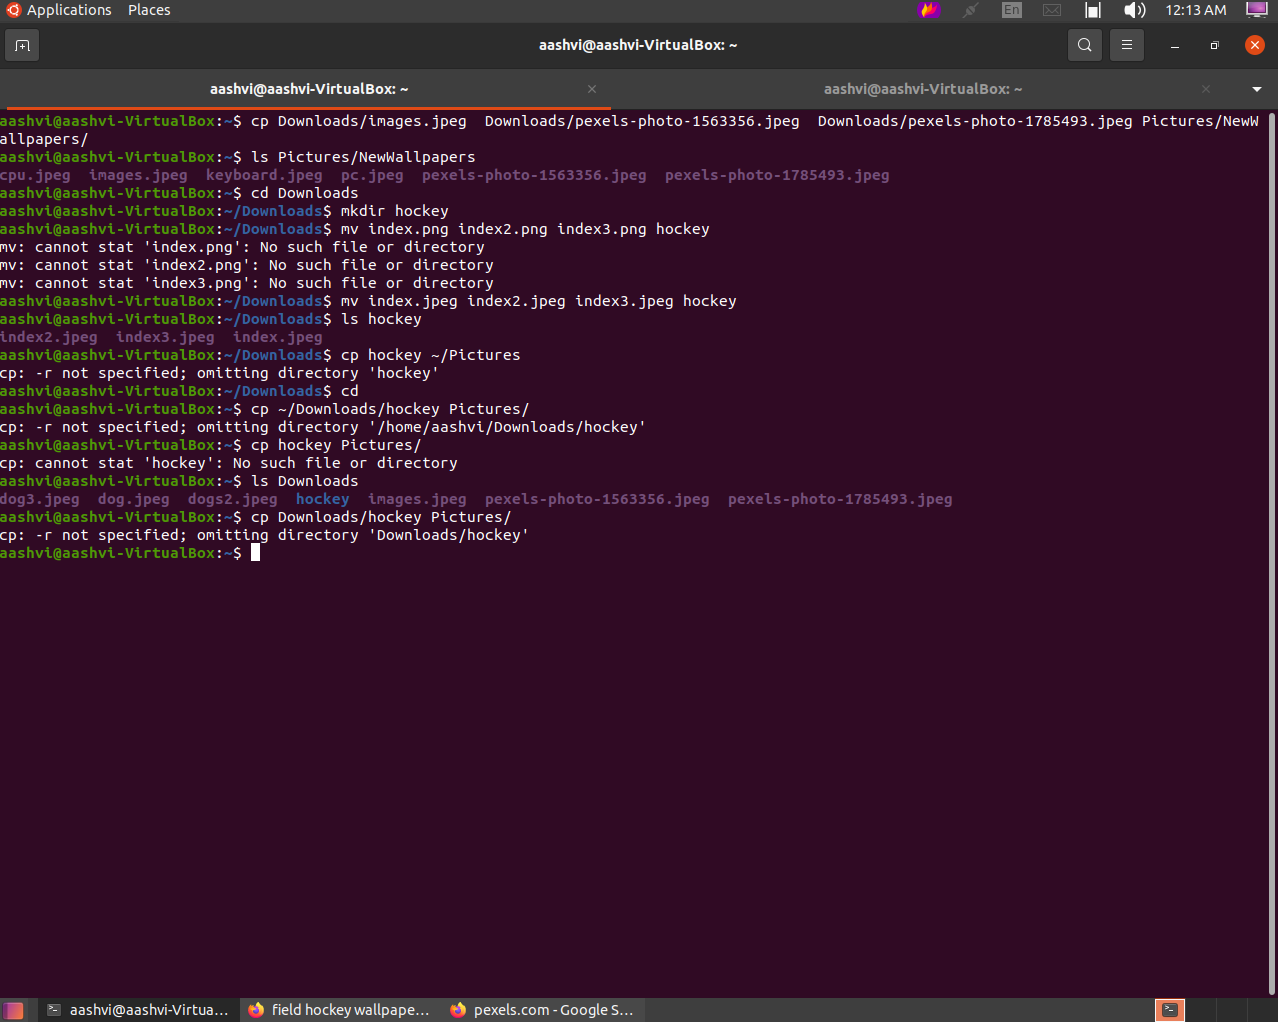 Applications Places En 12:13 AM
aashvi@aashvi-VirtualBox: ~
aashvi@aashvi-VirtualBox: ~ aashvi@aashvi-VirtualBox: ~
aashvi@aashvi-VirtualBox:~$ cp Downloads/images.jpeg  Downloads/pexels-photo-1563356.jpeg  Downloads/pexels-photo-1785493.jpeg Pictures/NewW
allpapers/
aashvi@aashvi-VirtualBox:~$ ls Pictures/NewWallpapers
cpu.jpeg  images.jpeg  keyboard.jpeg  pc.jpeg  pexels-photo-1563356.jpeg  pexels-photo-1785493.jpeg
aashvi@aashvi-VirtualBox:~$ cd Downloads
aashvi@aashvi-VirtualBox:~/Downloads$ mkdir hockey
aashvi@aashvi-VirtualBox:~/Downloads$ mv index.png index2.png index3.png hockey
mv: cannot stat 'index.png': No such file or directory
mv: cannot stat 'index2.png': No such file or directory
mv: cannot stat 'index3.png': No such file or directory
aashvi@aashvi-VirtualBox:~/Downloads$ mv index.jpeg index2.jpeg index3.jpeg hockey
aashvi@aashvi-VirtualBox:~/Downloads$ ls hockey
index2.jpeg  index3.jpeg  index.jpeg
aashvi@aashvi-VirtualBox:~/Downloads$ cp hockey ~/Pictures
cp: -r not specified; omitting directory 'hockey'
aashvi@aashvi-VirtualBox:~/Downloads$ cd
aashvi@aashvi-VirtualBox:~$ cp ~/Downloads/hockey Pictures/
cp: -r not specified; omitting directory '/home/aashvi/Downloads/hockey'
aashvi@aashvi-VirtualBox:~$ cp hockey Pictures/
cp: cannot stat 'hockey': No such file or directory
aashvi@aashvi-VirtualBox:~$ ls Downloads
dog3.jpeg  dog.jpeg  dogs2.jpeg  hockey  images.jpeg  pexels-photo-1563356.jpeg  pexels-photo-1785493.jpeg
aashvi@aashvi-VirtualBox:~$ cp Downloads/hockey Pictures/
cp: -r not specified; omitting directory 'Downloads/hockey'
aashvi@aashvi-VirtualBox:~$
aashvi@aashvi-Virtua... field hockey wallpape... pexels.com - Google S...